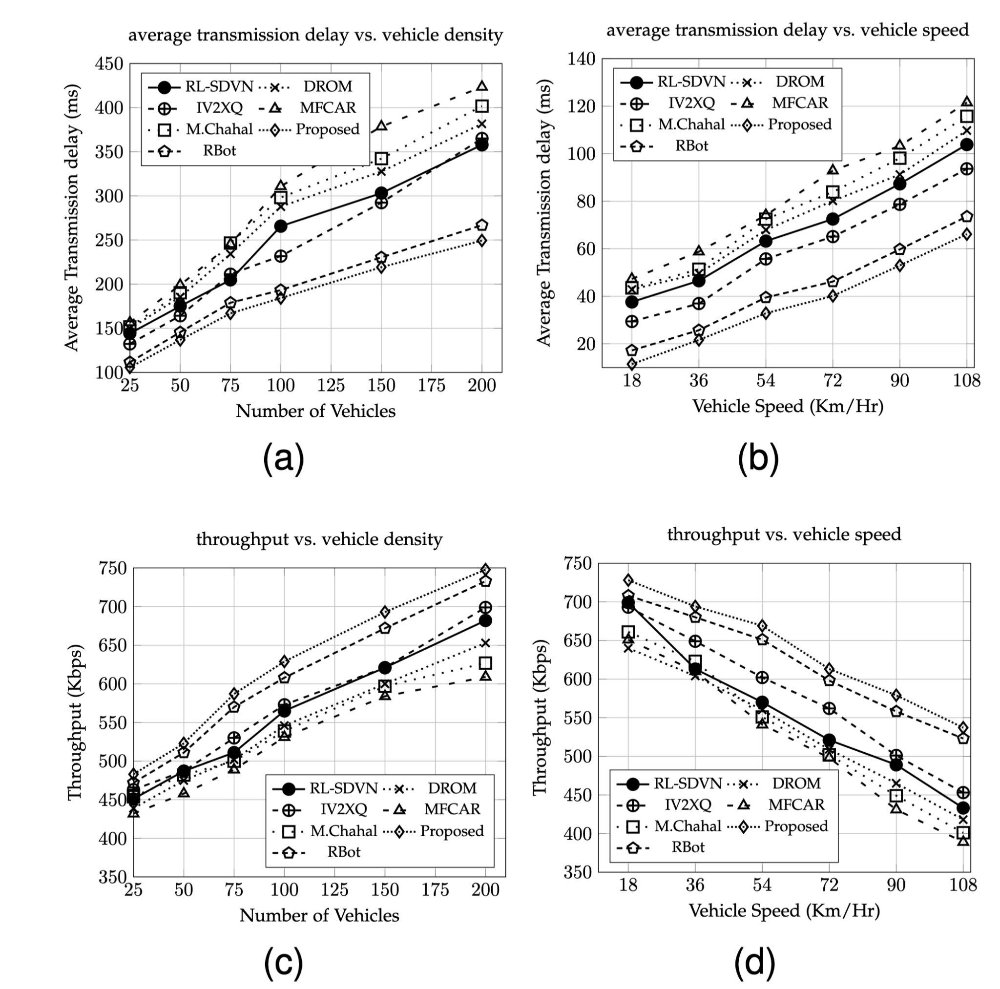 average transmission delay vs. vehicle density
450
400
350
300
250
200
150
100
Average Transmission delay (ms)
RL-SDVN DROM
IV2XQ MFCAR
M.Chahal Proposed
RBot
25 50 75 100 125 150 175 200
Number of Vehicles
(a)
average transmission delay vs. vehicle speed
140
120
100
80
60
40
20
Average Transmission delay (ms)
RL-SDVN DROM
IV2XQ MFCAR
M.Chahal Proposed
RBot
18 36 54 72 90 108
Vehicle Speed (Km/Hr)
(b)
throughput vs. vehicle density
750
700
650
600
550
500
450
400
350
Throughput (Kbps)
RL-SDVN DROM
IV2XQ MFCAR
M.Chahal Proposed
RBot
25 50 75 100 125 150 175 200
Number of Vehicles
(c)
throughput vs. vehicle speed
750
700
650
600
550
500
450
400
350
Throughput (Kbps)
RL-SDVN DROM
IV2XQ MFCAR
M.Chahal Proposed
RBot
18 36 54 72 90 108
Vehicle Speed (Km/Hr)
(d)